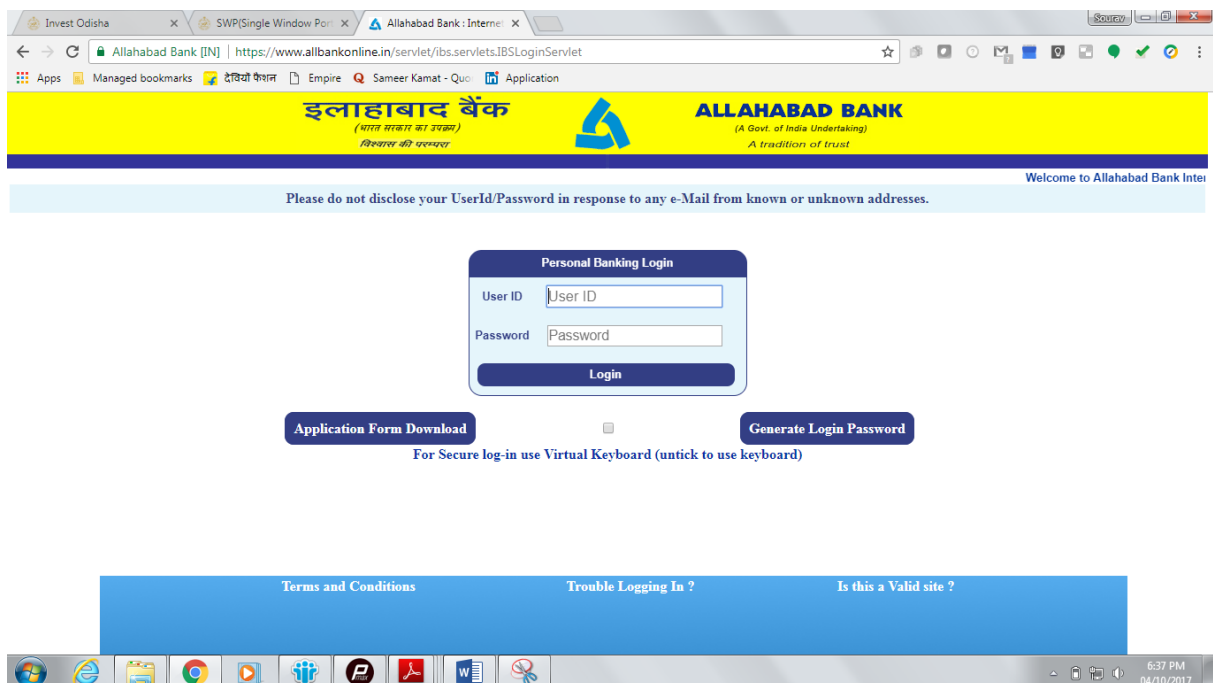 Invest Odisha
SWP(Single Window Port
Allahabad Bank : Internet
Sourav
Allahabad Bank [IN] | https://www.allbankonline.in/servlet/ibs.servlets.IBSLoginServlet
Apps Managed bookmarks देवियों फैशन Empire Sameer Kamat - Quo Application
इलाहाबाद बैंक
(भारत सरकार का उपक्रम)
विश्वास की परम्परा
ALLAHABAD BANK
(A Govt. of India Undertaking)
A tradition of trust
Welcome to Allahabad Bank Inter
Please do not disclose your UserId/Password in response to any e-Mail from known or unknown addresses.
Personal Banking Login
User ID User ID
Password Password
Login
Application Form Download
Generate Login Password
For Secure log-in use Virtual Keyboard (untick to use keyboard)
Terms and Conditions Trouble Logging In ? Is this a Valid site ?
6:37 PM
04/10/2017